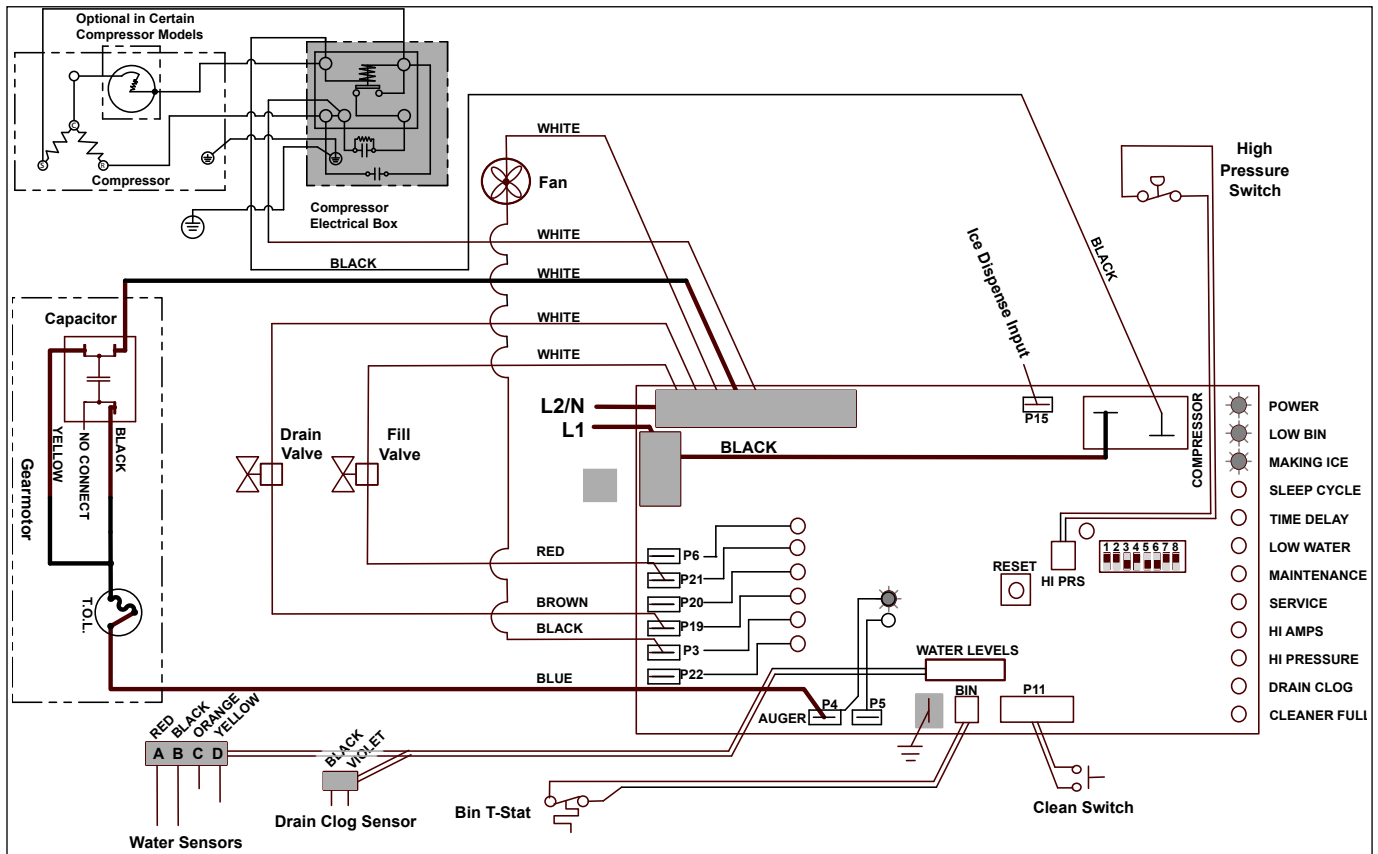 Optional in Certain
Compressor Models
C
S
R
Compressor
Compressor
Electrical Box
WHITE
Fan
WHITE
BLACK
WHITE
WHITE
WHITE
High
Pressure
Switch
BLACK
Ice Dispense Input
Capacitor
YELLOW
NO CONNECT
BLACK
Gearmotor
T.O.L.
Drain
Valve
Fill
Valve
L2/N
L1
BLACK
P15
COMPRESSOR
POWER
LOW BIN
MAKING ICE
SLEEP CYCLE
TIME DELAY
LOW WATER
MAINTENANCE
SERVICE
HI AMPS
HI PRESSURE
DRAIN CLOG
CLEANER FULL
1 2 3 4 5 6 7 8
HI PRS
RESET
RED
P6
P21
BROWN
P20
P19
BLACK
P3
P22
BLUE
WATER LEVELS
AUGER
P4
P5
BIN
P11
RED
BLACK
ORANGE
YELLOW
A B C D
Water Sensors
BLACK
VIOLET
Drain Clog Sensor
Bin T-Stat
Clean Switch